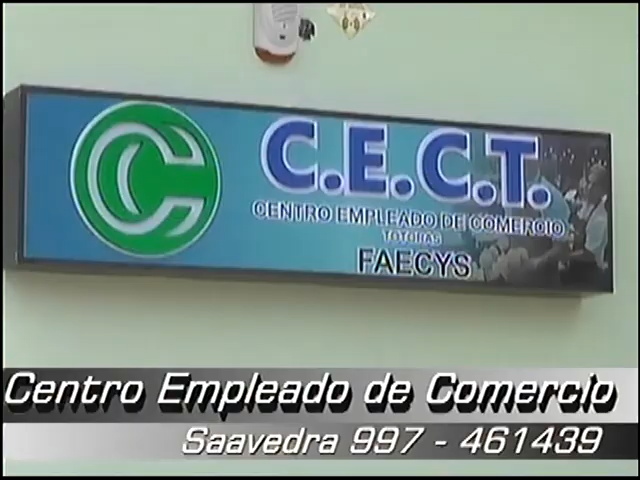 C.E.C.T.
CENTRO EMPLEADO DE COMERCIO
TOTORAS
FAECYS
Centro Empleado de Comercio
Saavedra 997 - 461439